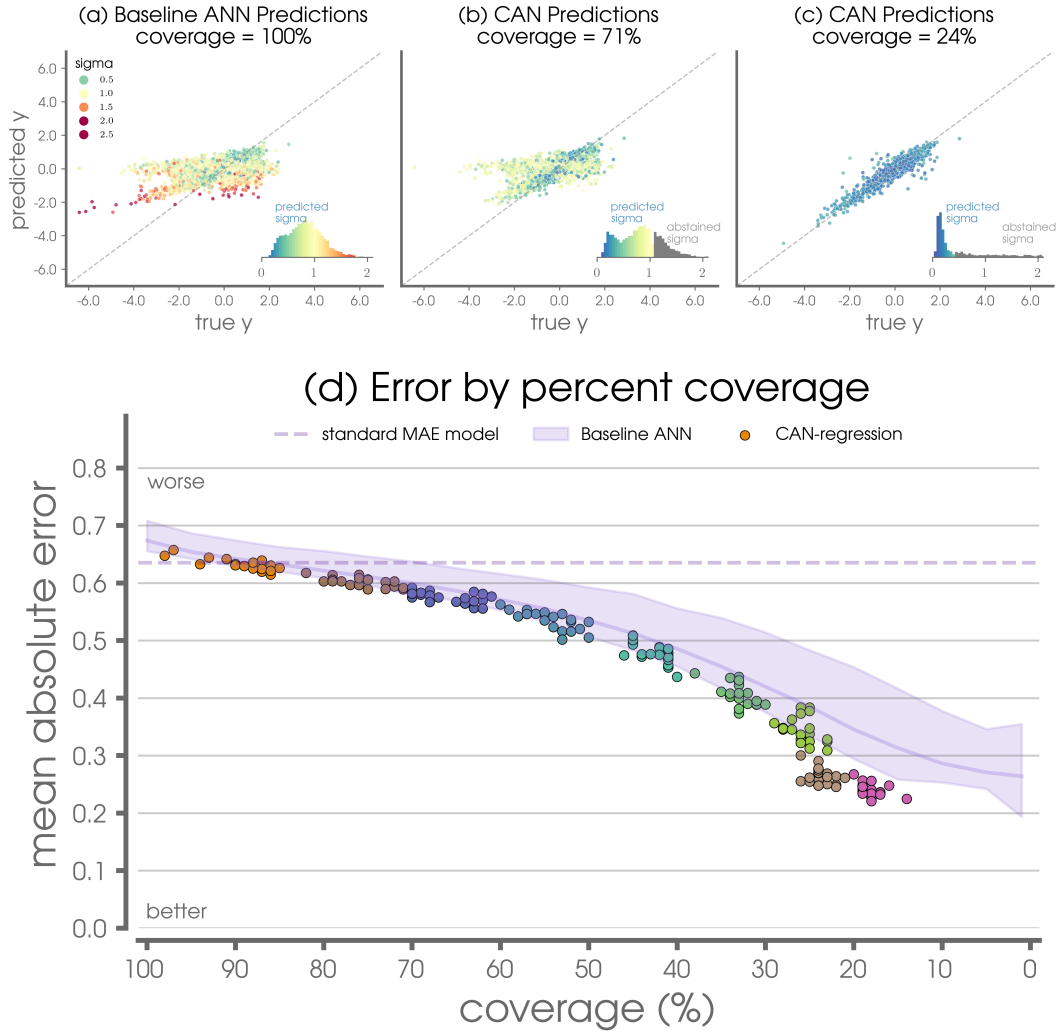 (a) Baseline ANN Predictions
coverage = 100%
(b) CAN Predictions
coverage = 71%
(c) CAN Predictions
coverage = 24%
sigma
0.5
1.0
1.5
2.0
2.5
predicted y
6.0
4.0
2.0
0.0
-2.0
-4.0
-6.0
predicted
sigma
0 1 2
-6.0 -4.0 -2.0 0.0 2.0 4.0 6.0
true y
predicted
sigma
abstained
sigma
0 1 2
-6.0 -4.0 -2.0 0.0 2.0 4.0 6.0
true y
predicted
sigma
abstained
sigma
0 1 2
-6.0 -4.0 -2.0 0.0 2.0 4.0 6.0
true y
(d) Error by percent coverage
standard MAE model
Baseline ANN
CAN-regression
mean absolute error
0.8
0.7
0.6
0.5
0.4
0.3
0.2
0.1
0.0
worse
better
100 90 80 70 60 50 40 30 20 10 0
coverage (%)